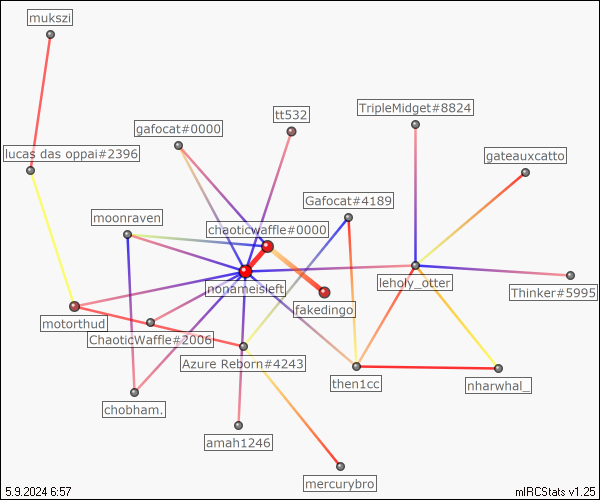 mukszi
TripleMidget#8824
tt532
gafocat#0000
lucas das oppai#2396
gateauxcatto
Gafocat#4189
moonraven
chaoticwaffle#0000
leholy_otter
nonameisleft
Thinker#5995
fakedingo
motorthud
ChaoticWaffle#2006
Azure Reborn#4243
then1cc
nharwhal_
chobham.
amah1246
mercurybro
5.9.2024 6:57
mIRCStats v1.25